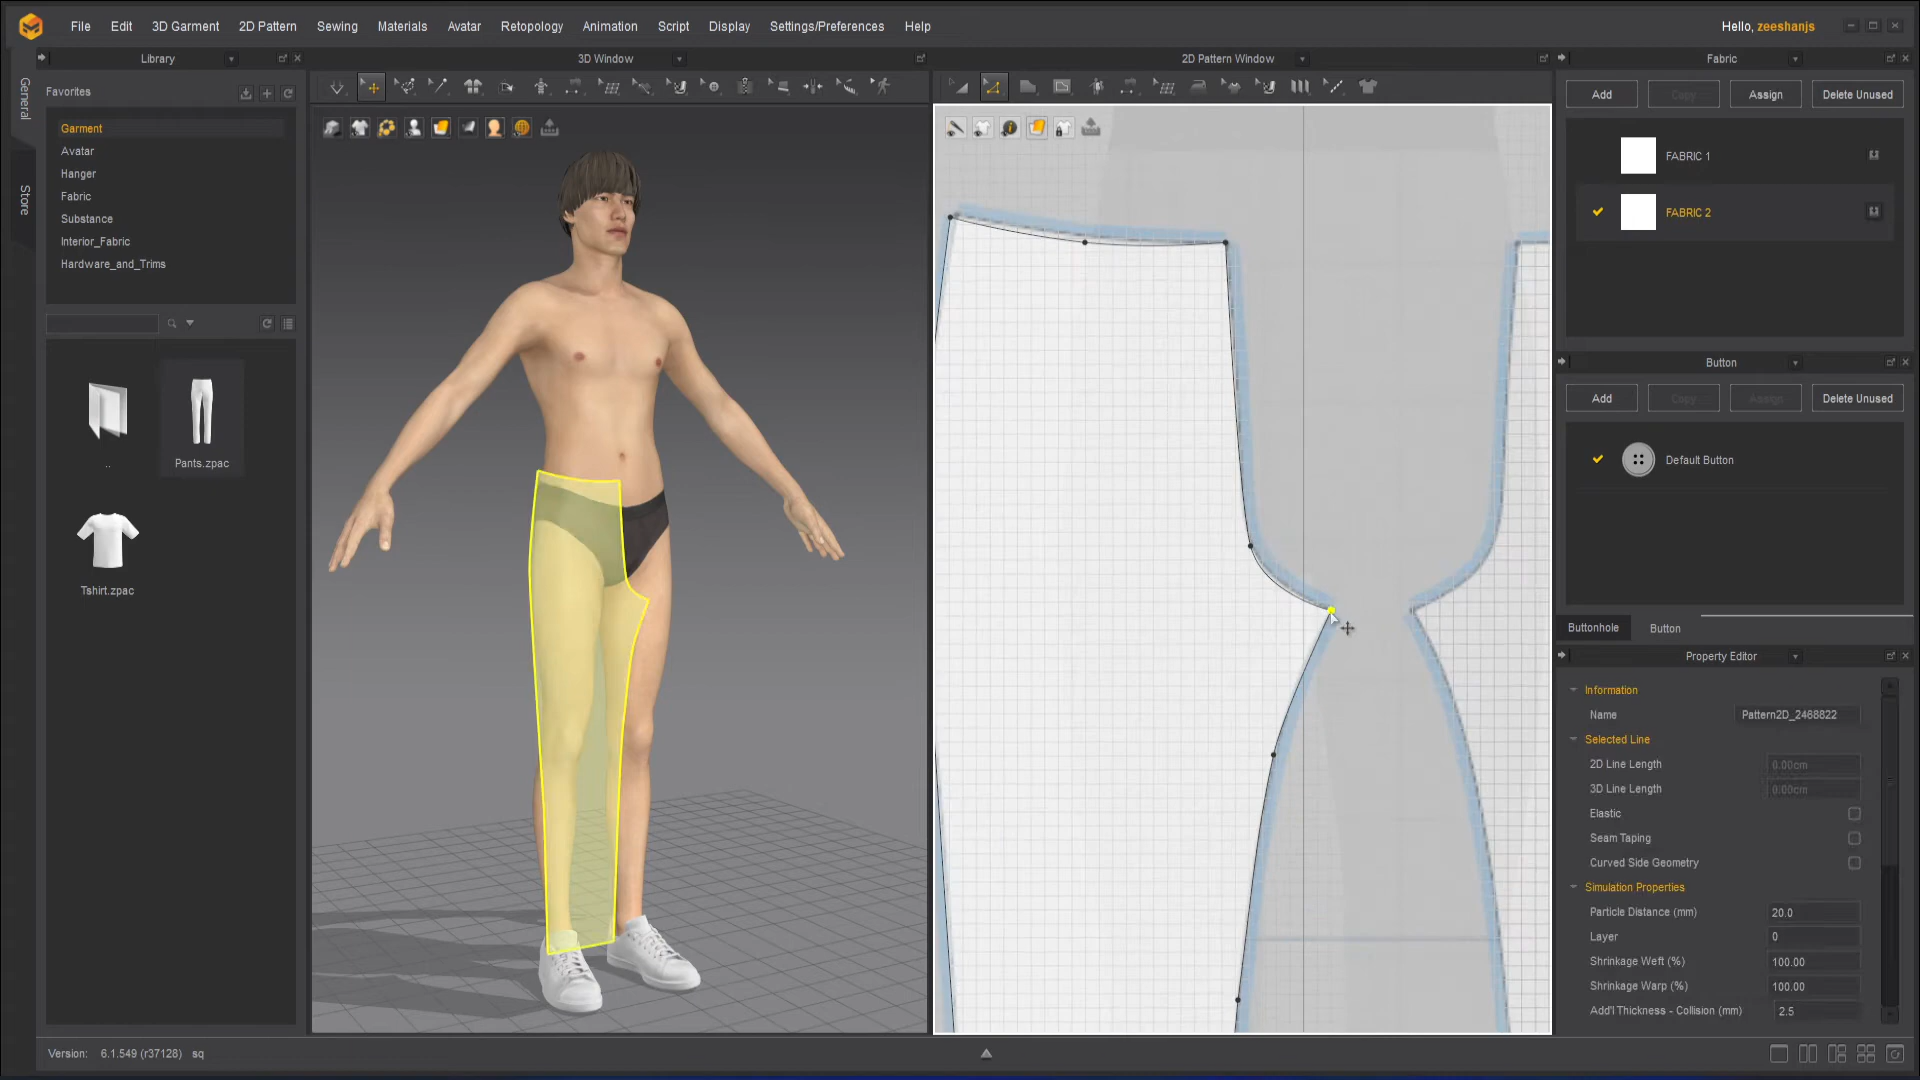 File Edit 3D Garment 2D Pattern Sewing Materials Avatar Retopology Animation Script Display Settings/Preferences Help
Hello, zeeshanjs
General
Store
Library
Favorites
Garment
Avatar
Hanger
Fabric
Substance
Interior_Fabric
Hardware_and_Trims
..
Pants.zpac
Tshirt.zpac
3D Window
2D Pattern Window
Fabric
Add Copy Assign Delete Unused
FABRIC 1
FABRIC 2
Button
Add Copy Assign Delete Unused
Default Button
Buttonhole Button
Property Editor
Information
Name Pattern2D_2468822
Selected Line
2D Line Length 0.00cm
3D Line Length 0.00cm
Elastic
Seam Taping
Curved Side Geometry
Simulation Properties
Particle Distance (mm) 20.0
Layer 0
Shrinkage Weft (%) 100.00
Shrinkage Warp (%) 100.00
Add'l Thickness - Collision (mm) 2.5
Version: 6.1.549 (r37128) sq